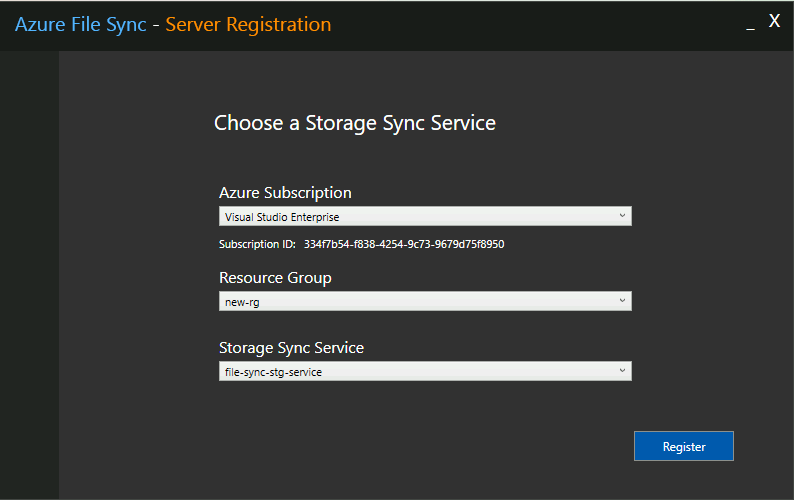 Azure File Sync - Server Registration
_ X
Choose a Storage Sync Service
Azure Subscription
Visual Studio Enterprise
Subscription ID: 334f7b54-f838-4254-9c73-9679d75f8950
Resource Group
new-rg
Storage Sync Service
file-sync-stg-service
Register